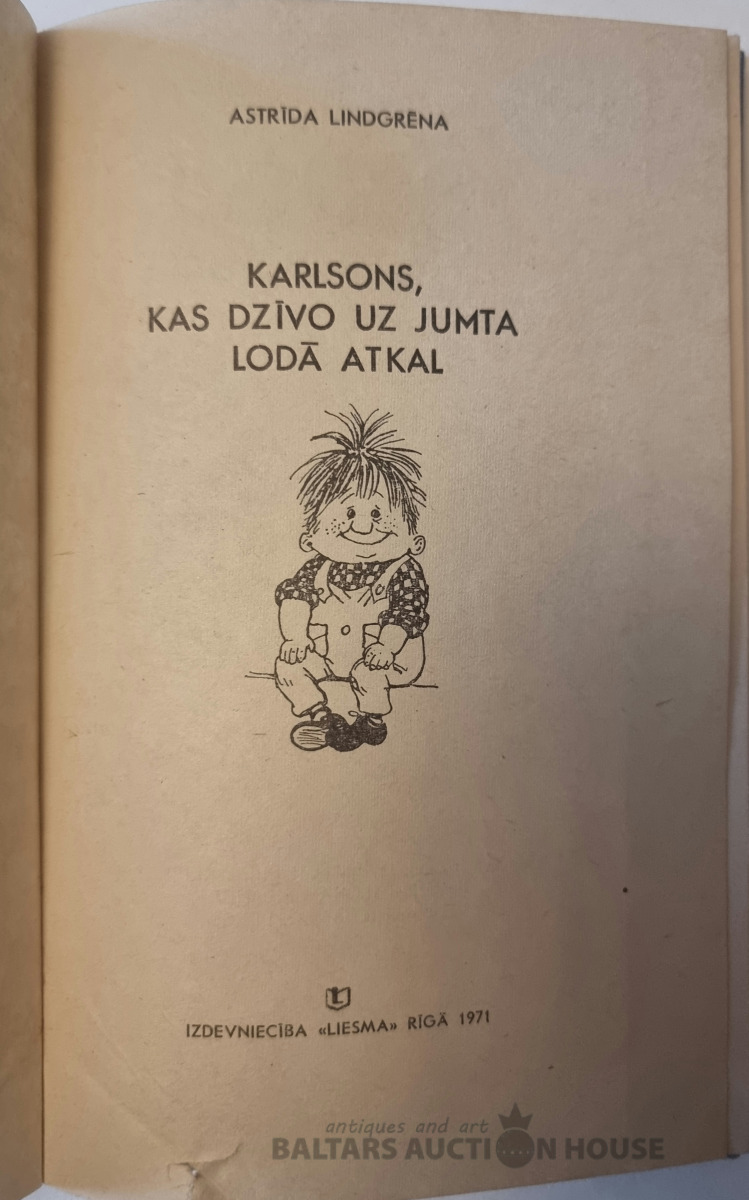 ASTRĪDA LINDGRĒNA
KARLSONS,
KAS DZĪVO UZ JUMTA
LODĀ ATKAL
L
IZDEVNIECĪBA «LIESMA» RĪGĀ 1971
antiques and art
BALTARS AUCTION HOUSE